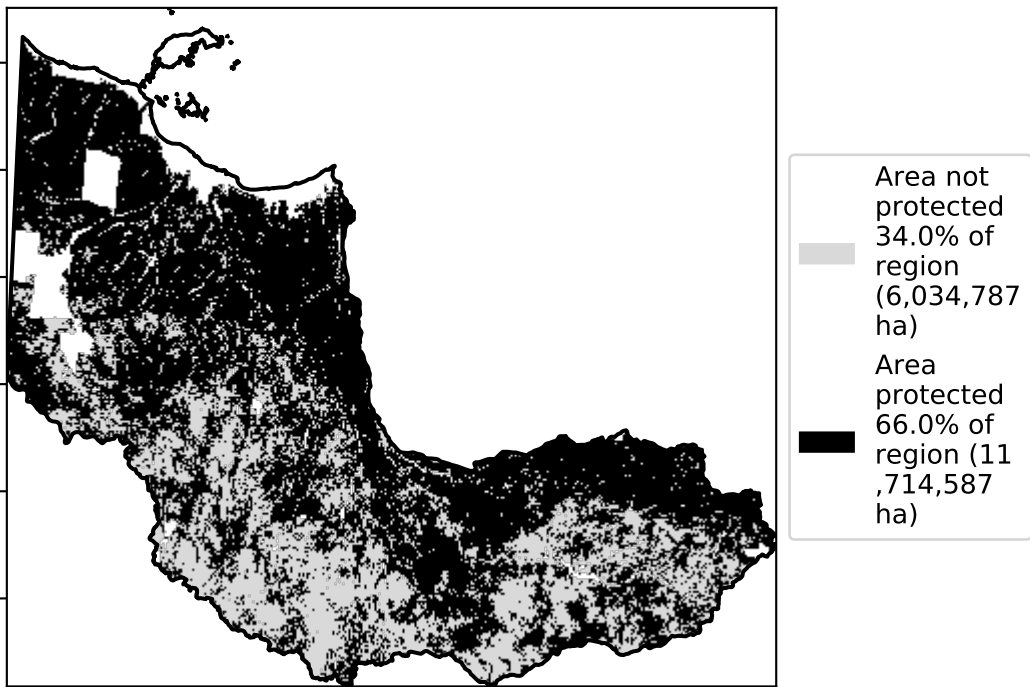 Area not
protected
34.0% of
region
(6,034,787
ha)
Area
protected
66.0% of
region (11
,714,587
ha)